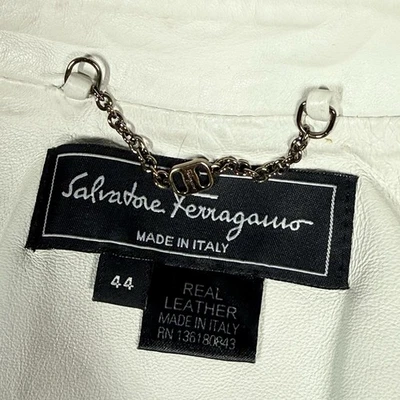 Salvatore Ferragamo
MADE IN ITALY
44
REAL
LEATHER
MADE IN ITALY
RN 136180843